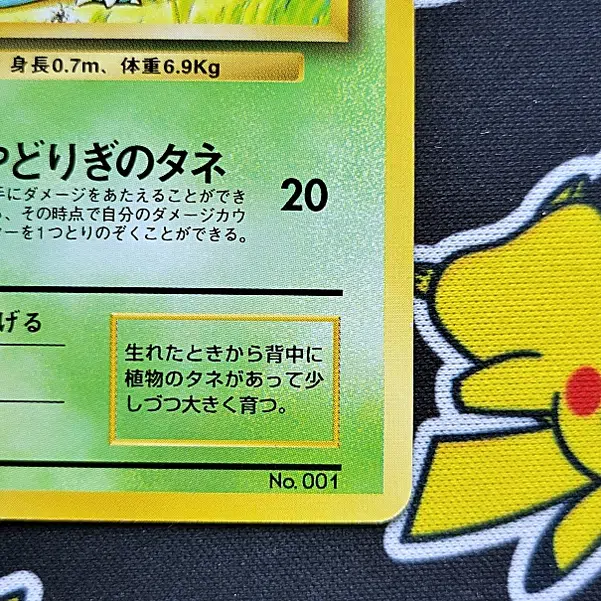 身長0.7m、体重6.9Kg
やどりぎのタネ
20
手にダメージをあたえることができ
、その時点で自分のダメージカウ
ーを1つとりのぞくことができる。
げる
生れたときから背中に
植物のタネがあって少
しづつ大きく育つ。
No. 001